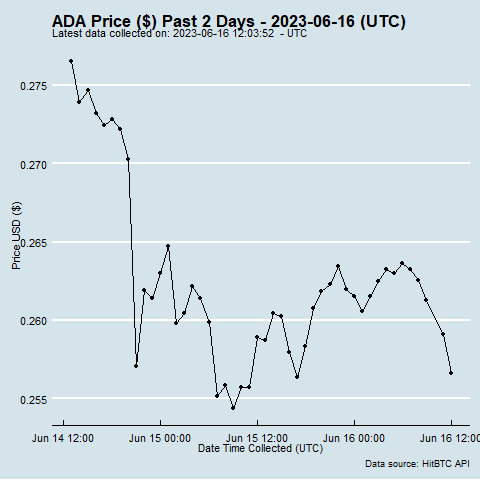 ADA Price ($) Past 2 Days - 2023-06-16 (UTC)
Latest data collected on: 2023-06-16 12:03:52 - UTC
0.275
0.270
0.265
0.260
0.255
Price USD ($)
Jun 14 12:00
Jun 15 00:00
Jun 15 12:00
Jun 16 00:00
Jun 16 12:00
Date Time Collected (UTC)
Data source: HitBTC API